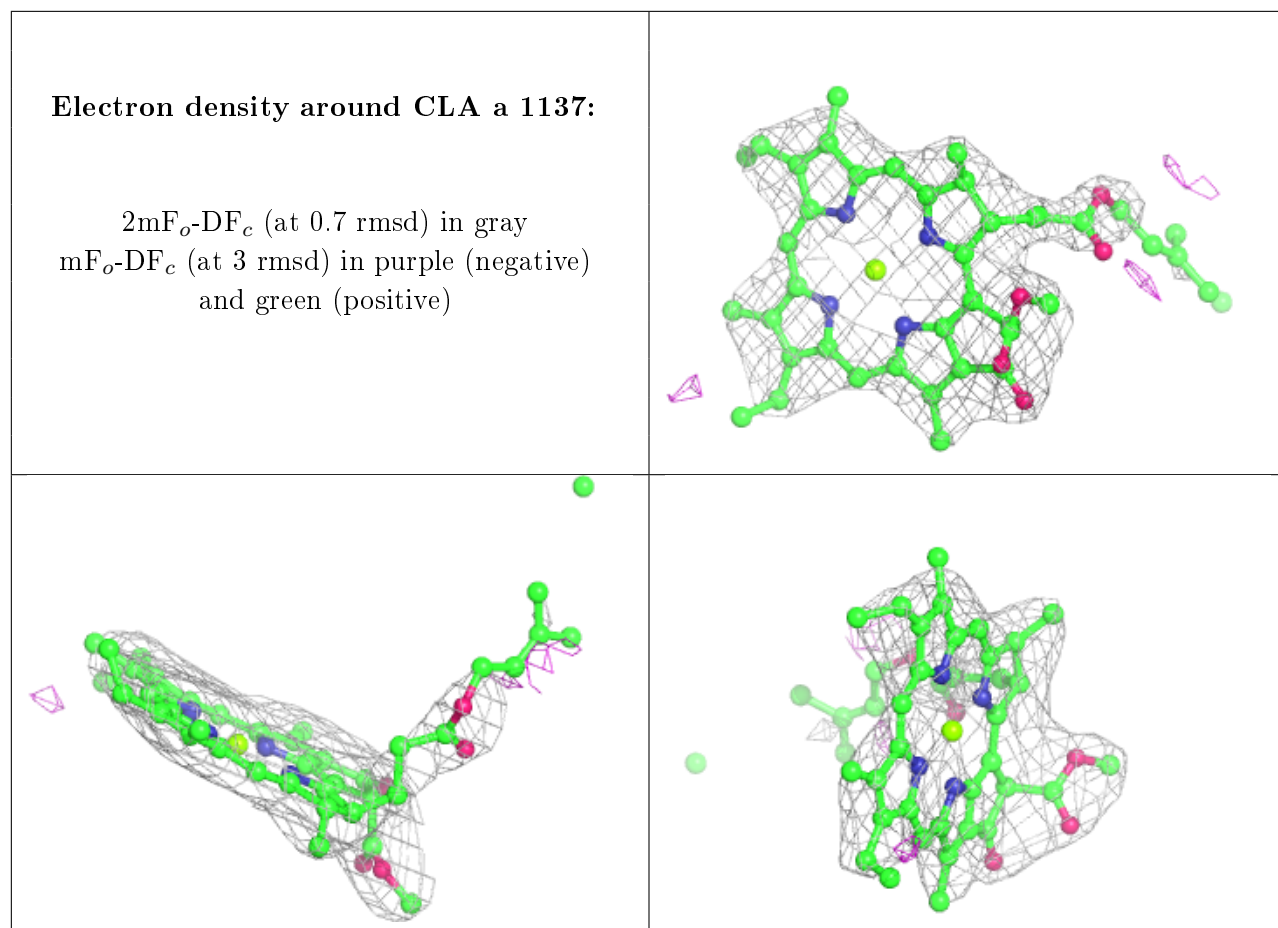 Electron density around CLA a 1137:
2mFo-DFc (at 0.7 rmsd) in gray
mFo-DFc (at 3 rmsd) in purple (negative)
and green (positive)